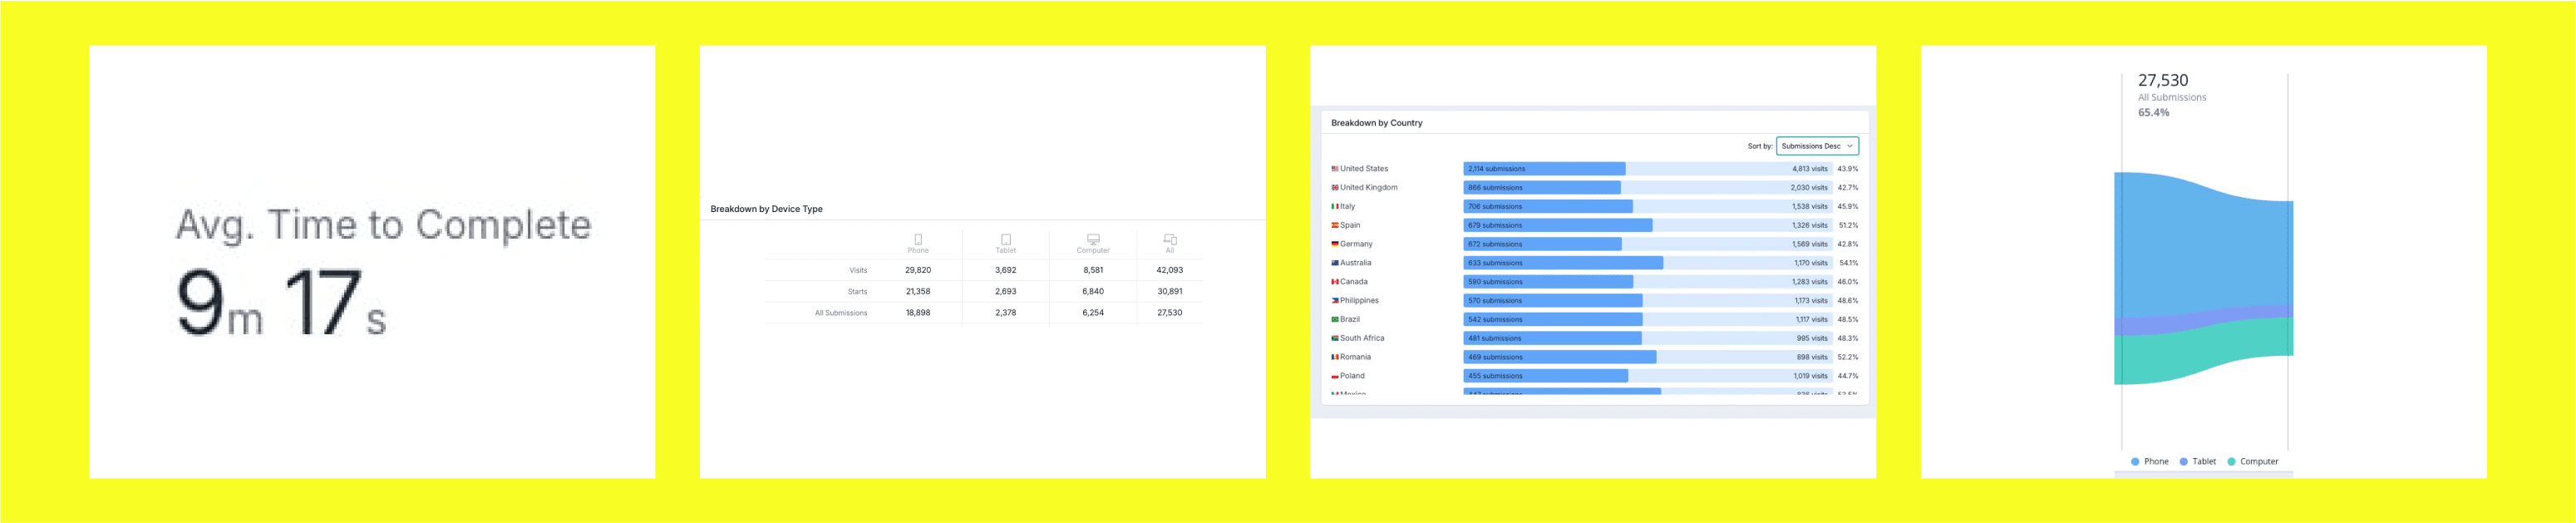 Avg. Time to Complete
9m 17s
Breakdown by Device Type
Phone Tablet Computer All
Visits 29,820 3,692 8,581 42,093
Starts 21,358 2,693 6,840 30,891
All Submissions 18,898 2,378 6,254 27,530
Breakdown by Country
Sort by: Submissions Desc
United States 2,114 submissions 4,813 visits 43.9%
United Kingdom 866 submissions 2,030 visits 42.7%
Italy 706 submissions 1,538 visits 45.9%
Spain 679 submissions 1,326 visits 51.2%
Germany 672 submissions 1,569 visits 42.8%
Australia 633 submissions 1,170 visits 54.1%
Canada 590 submissions 1,283 visits 46.0%
Philippines 570 submissions 1,173 visits 48.6%
Brazil 542 submissions 1,117 visits 48.5%
South Africa 481 submissions 995 visits 48.3%
Romania 469 submissions 898 visits 52.2%
Poland 455 submissions 1,019 visits 44.7%
Mexico submissions visits
27,530
All Submissions
65.4%
Phone Tablet Computer